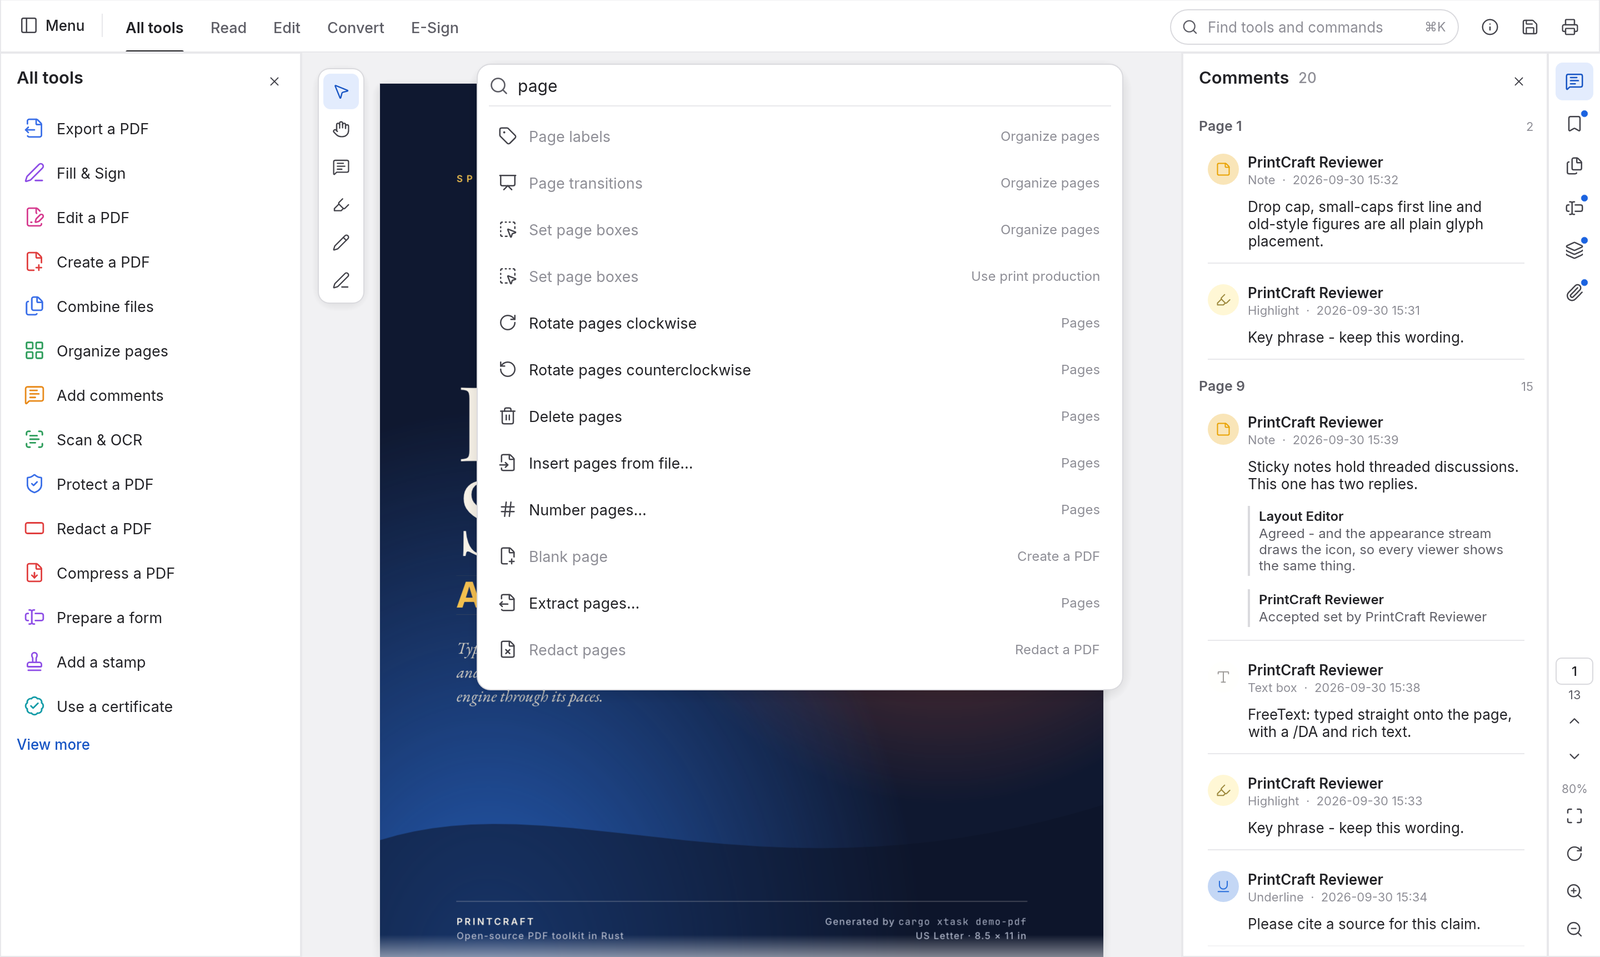 Menu
All tools
Read
Edit
Convert
E-Sign
Find tools and commands
⌘K
All tools
Export a PDF
Fill & Sign
Edit a PDF
Create a PDF
Combine files
Organize pages
Add comments
Scan & OCR
Protect a PDF
Redact a PDF
Compress a PDF
Prepare a form
Add a stamp
Use a certificate
View more
page
Page labels Organize pages
Page transitions Organize pages
Set page boxes Organize pages
Set page boxes Use print production
Rotate pages clockwise Pages
Rotate pages counterclockwise Pages
Delete pages Pages
Insert pages from file... Pages
Number pages... Pages
Blank page Create a PDF
Extract pages... Pages
Redact pages Redact a PDF
SP
A
Typ
and
engine through its paces.
PRINTCRAFT
Open-source PDF toolkit in Rust
Generated by cargo xtask demo-pdf
US Letter · 8.5 × 11 in
Comments 20
Page 1 2
PrintCraft Reviewer
Note · 2026-09-30 15:32
Drop cap, small-caps first line and
old-style figures are all plain glyph
placement.
PrintCraft Reviewer
Highlight · 2026-09-30 15:31
Key phrase - keep this wording.
Page 9 15
PrintCraft Reviewer
Note · 2026-09-30 15:39
Sticky notes hold threaded discussions.
This one has two replies.
Layout Editor
Agreed - and the appearance stream
draws the icon, so every viewer shows
the same thing.
PrintCraft Reviewer
Accepted set by PrintCraft Reviewer
PrintCraft Reviewer
Text box · 2026-09-30 15:38
FreeText: typed straight onto the page,
with a /DA and rich text.
PrintCraft Reviewer
Highlight · 2026-09-30 15:33
Key phrase - keep this wording.
PrintCraft Reviewer
Underline · 2026-09-30 15:34
Please cite a source for this claim.
1
13
80%